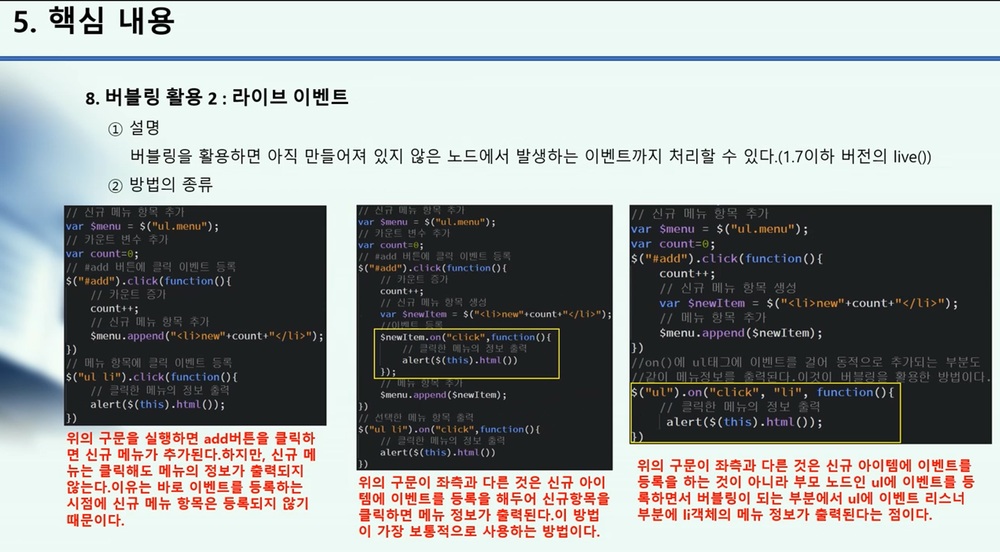 5. 핵심 내용
8. 버블링 활용 2 : 라이브 이벤트
① 설명
버블링을 활용하면 아직 만들어져 있지 않은 노드에서 발생하는 이벤트까지 처리할 수 있다.(1.7이하 버전의 live())
② 방법의 종류
// 신규 메뉴 항목 추가
var $menu = $("ul.menu");
// 카운트 변수 추가
var count=0;
// #add 버튼에 클릭 이벤트 등록
$("#add").click(function(){
// 카운트 증가
count++;
// 신규 메뉴 항목 추가
$menu.append("<li>new"+count+"</li>");
})
// 메뉴 항목에 클릭 이벤트 등록
$("ul li").click(function(){
// 클릭한 메뉴의 정보 출력
alert($(this).html());
})
위의 구문을 실행하면 add버튼을 클릭하
면 신규 메뉴가 추가된다.하지만, 신규 메
뉴는 클릭해도 메뉴의 정보가 출력되지
않는다.이유는 바로 이벤트를 등록하는
시점에 신규 메뉴 항목은 등록되지 않기
때문이다.
// 신규 메뉴 항목 추가
var $menu = $("ul.menu");
// 카운트 변수 추가
var count=0;
// #add 버튼에 클릭 이벤트 등록
$("#add").click(function(){
// 카운트 증가
count++;
// 신규 메뉴 항목 생성
var $newItem = $("<li>new"+count+"</li>");
//이벤트 등록
$newItem.on("click",function(){
// 클릭한 메뉴의 정보 출력
alert($(this).html())
});
// 메뉴 항목 추가
$menu.append($newItem);
})
// 선택한 메뉴 항목 출력
$("ul li").on("click",function(){
// 클릭한 메뉴의 정보 출력
alert($(this).html())
})
위의 구문이 좌측과 다른 것은 신규 아이
템에 이벤트를 등록을 해두어 신규항목을
클릭하면 메뉴 정보가 출력된다.이 방법
이 가장 보통적으로 사용하는 방법이다.
// 신규 메뉴 항목 추가
var $menu = $("ul.menu");
var count=0;
$("#add").click(function(){
count++;
// 신규 메뉴 항목 생성
var $newItem = $("<li>new"+count+"</li>");
// 메뉴 항목 추가
$menu.append($newItem);
})
//on()에 ul태그에 이벤트를 걸어 동적으로 추가되는 부분도
//같이 메뉴정보를 출력된다.이것이 버블링을 활용한 방법이다.
$("ul").on("click", "li", function(){
// 클릭한 메뉴의 정보 출력
alert($(this).html());
})
위의 구문이 좌측과 다른 것은 신규 아이템에 이벤트를
등록을 하는 것이 아니라 부모 노드인 ul에 이벤트를 등
록하면서 버블링이 되는 부분에서 ul에 이벤트 리스너
부분에 li객체의 메뉴 정보가 출력된다는 점이다.